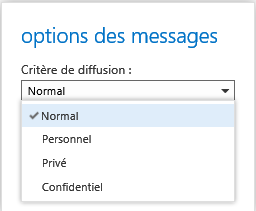 options des messages
Critère de diffusion :
Normal
Normal
Personnel
Privé
Confidentiel